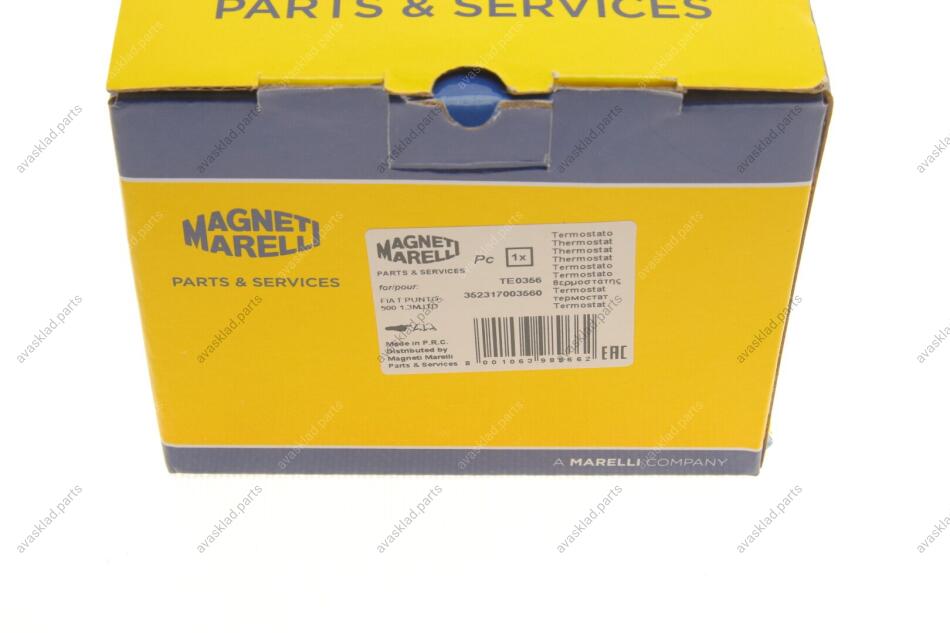 PARTS & SERVICES
MAGNETI
MARELLI
PARTS & SERVICES
MAGNETI
MARELLI
PARTS & SERVICES
Pc 1x
for/pour:
FIAT PUNTO
500 1.3MJTD
TE0356
352317003560
Termostato
Thermostat
Thermostat
Thermostat
Termostato
Termostato
Θερμοστάτης
Termostat
термостат
Termostat
Made in P.R.C.
Distributed by
Magneti Marelli
Parts & Services
EAC
A MARELLI COMPANY
avasklad.parts